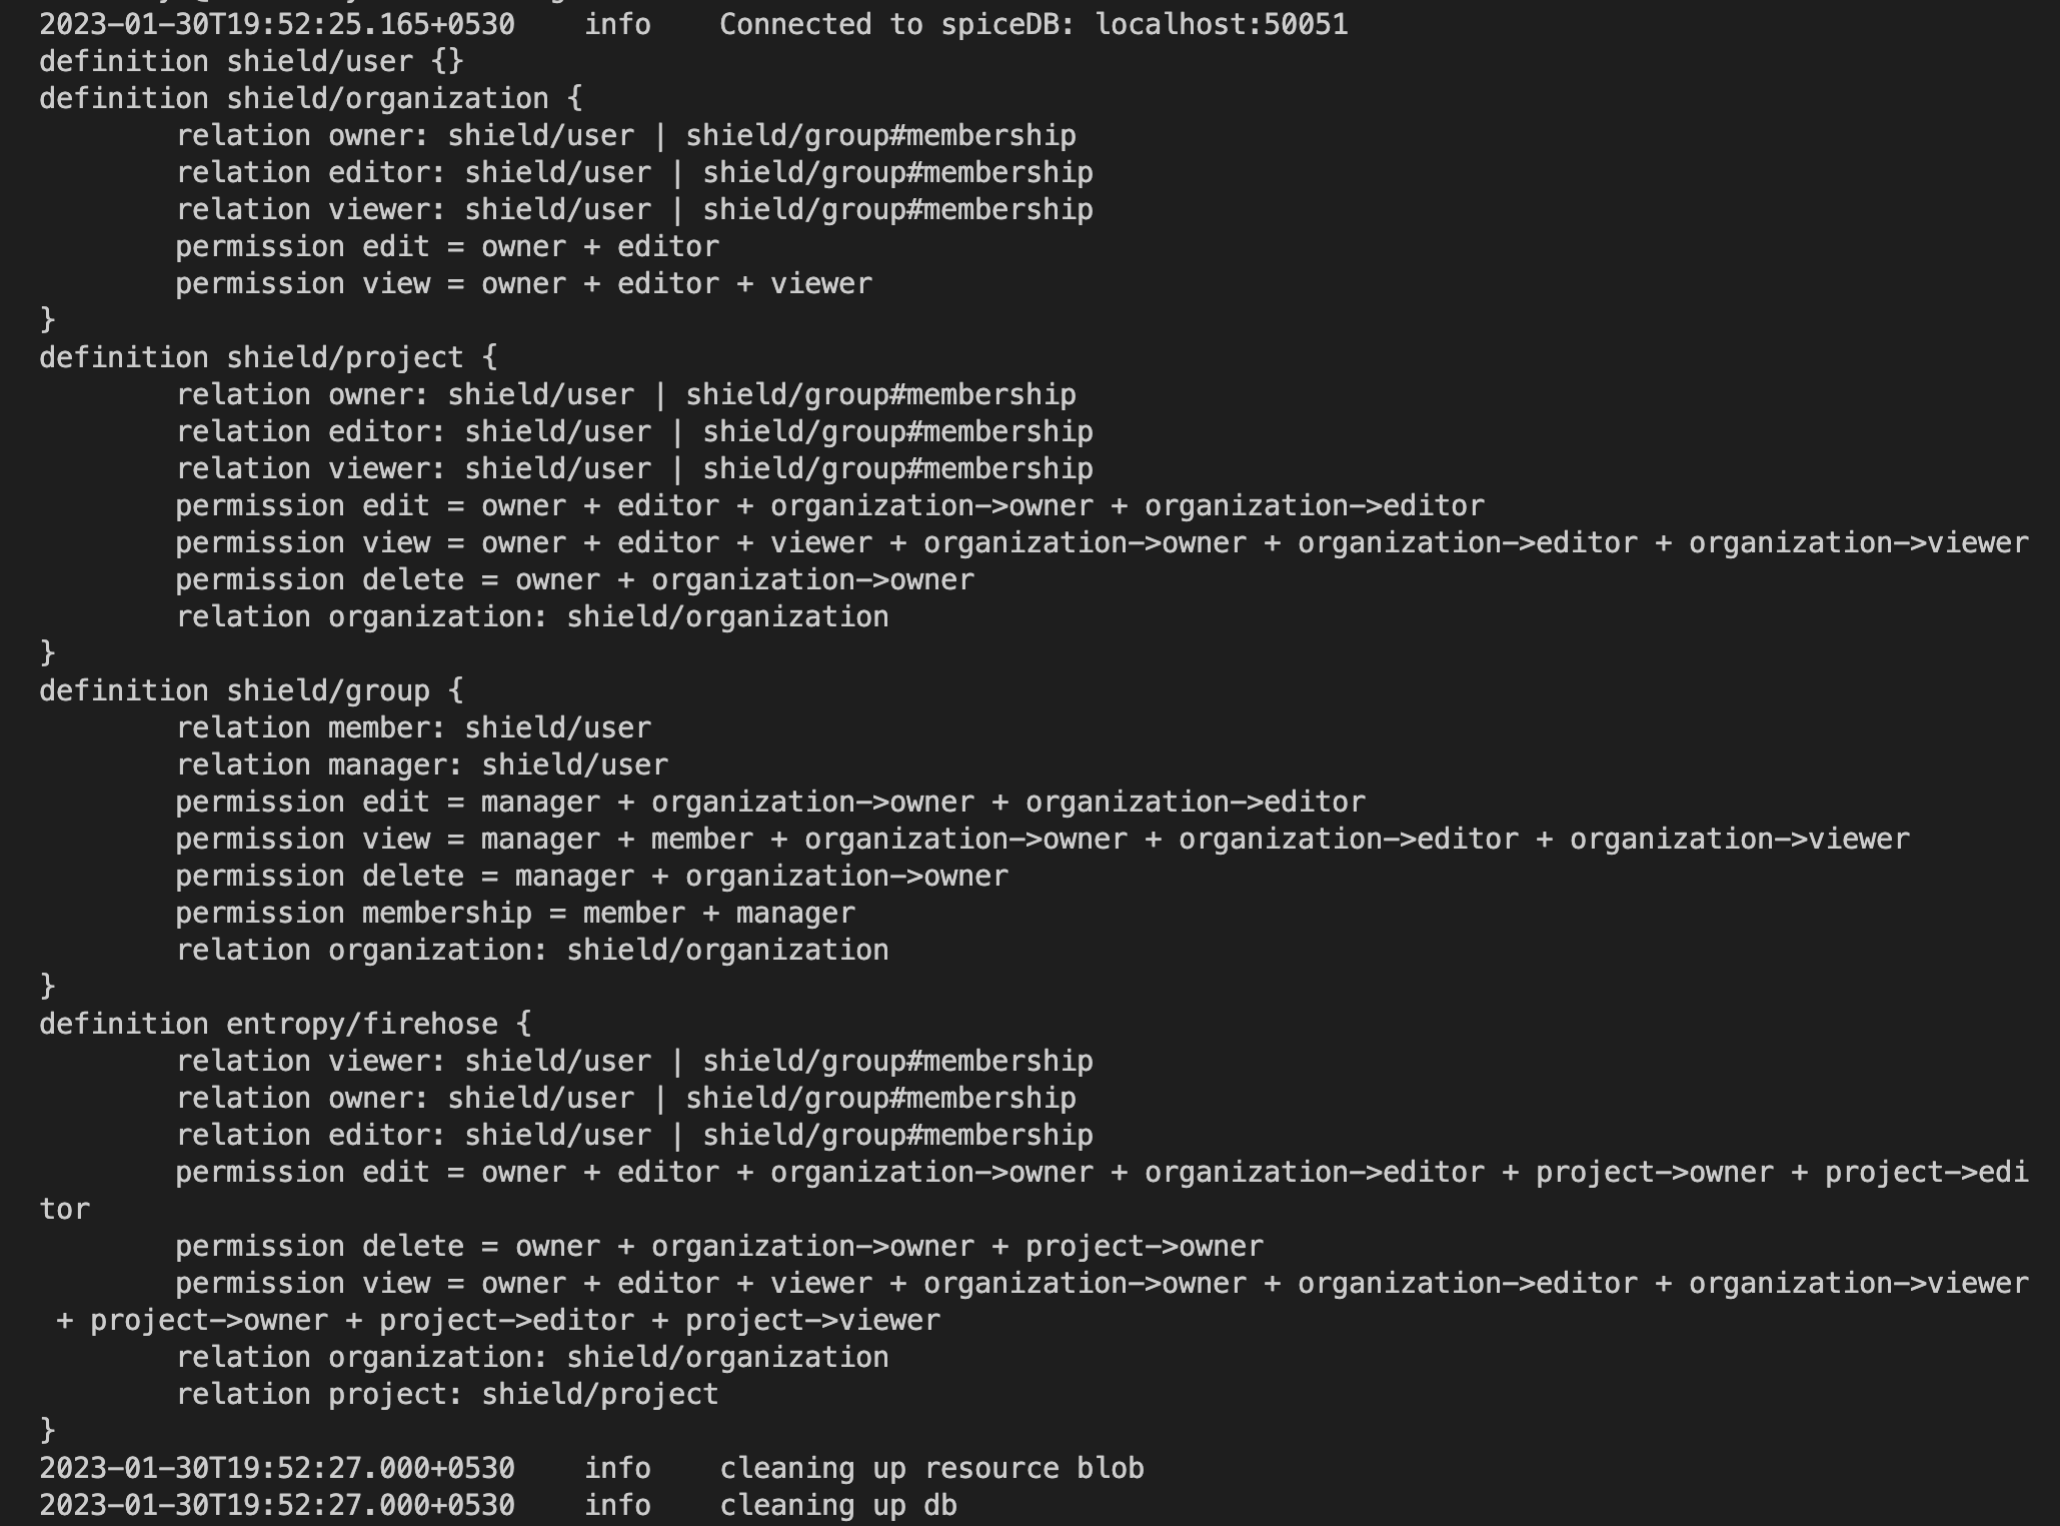 2023-01-30T19:52:25.165+0530    info    Connected to spiceDB: localhost:50051
definition shield/user {}
definition shield/organization {
        relation owner: shield/user | shield/group#membership
        relation editor: shield/user | shield/group#membership
        relation viewer: shield/user | shield/group#membership
        permission edit = owner + editor
        permission view = owner + editor + viewer
}
definition shield/project {
        relation owner: shield/user | shield/group#membership
        relation editor: shield/user | shield/group#membership
        relation viewer: shield/user | shield/group#membership
        permission edit = owner + editor + organization->owner + organization->editor
        permission view = owner + editor + viewer + organization->owner + organization->editor + organization->viewer
        permission delete = owner + organization->owner
        relation organization: shield/organization
}
definition shield/group {
        relation member: shield/user
        relation manager: shield/user
        permission edit = manager + organization->owner + organization->editor
        permission view = manager + member + organization->owner + organization->editor + organization->viewer
        permission delete = manager + organization->owner
        permission membership = member + manager
        relation organization: shield/organization
}
definition entropy/firehose {
        relation viewer: shield/user | shield/group#membership
        relation owner: shield/user | shield/group#membership
        relation editor: shield/user | shield/group#membership
        permission edit = owner + editor + organization->owner + organization->editor + project->owner + project->edi
tor
        permission delete = owner + organization->owner + project->owner
        permission view = owner + editor + viewer + organization->owner + organization->editor + organization->viewer
 + project->owner + project->editor + project->viewer
        relation organization: shield/organization
        relation project: shield/project
}
2023-01-30T19:52:27.000+0530    info    cleaning up resource blob
2023-01-30T19:52:27.000+0530    info    cleaning up db